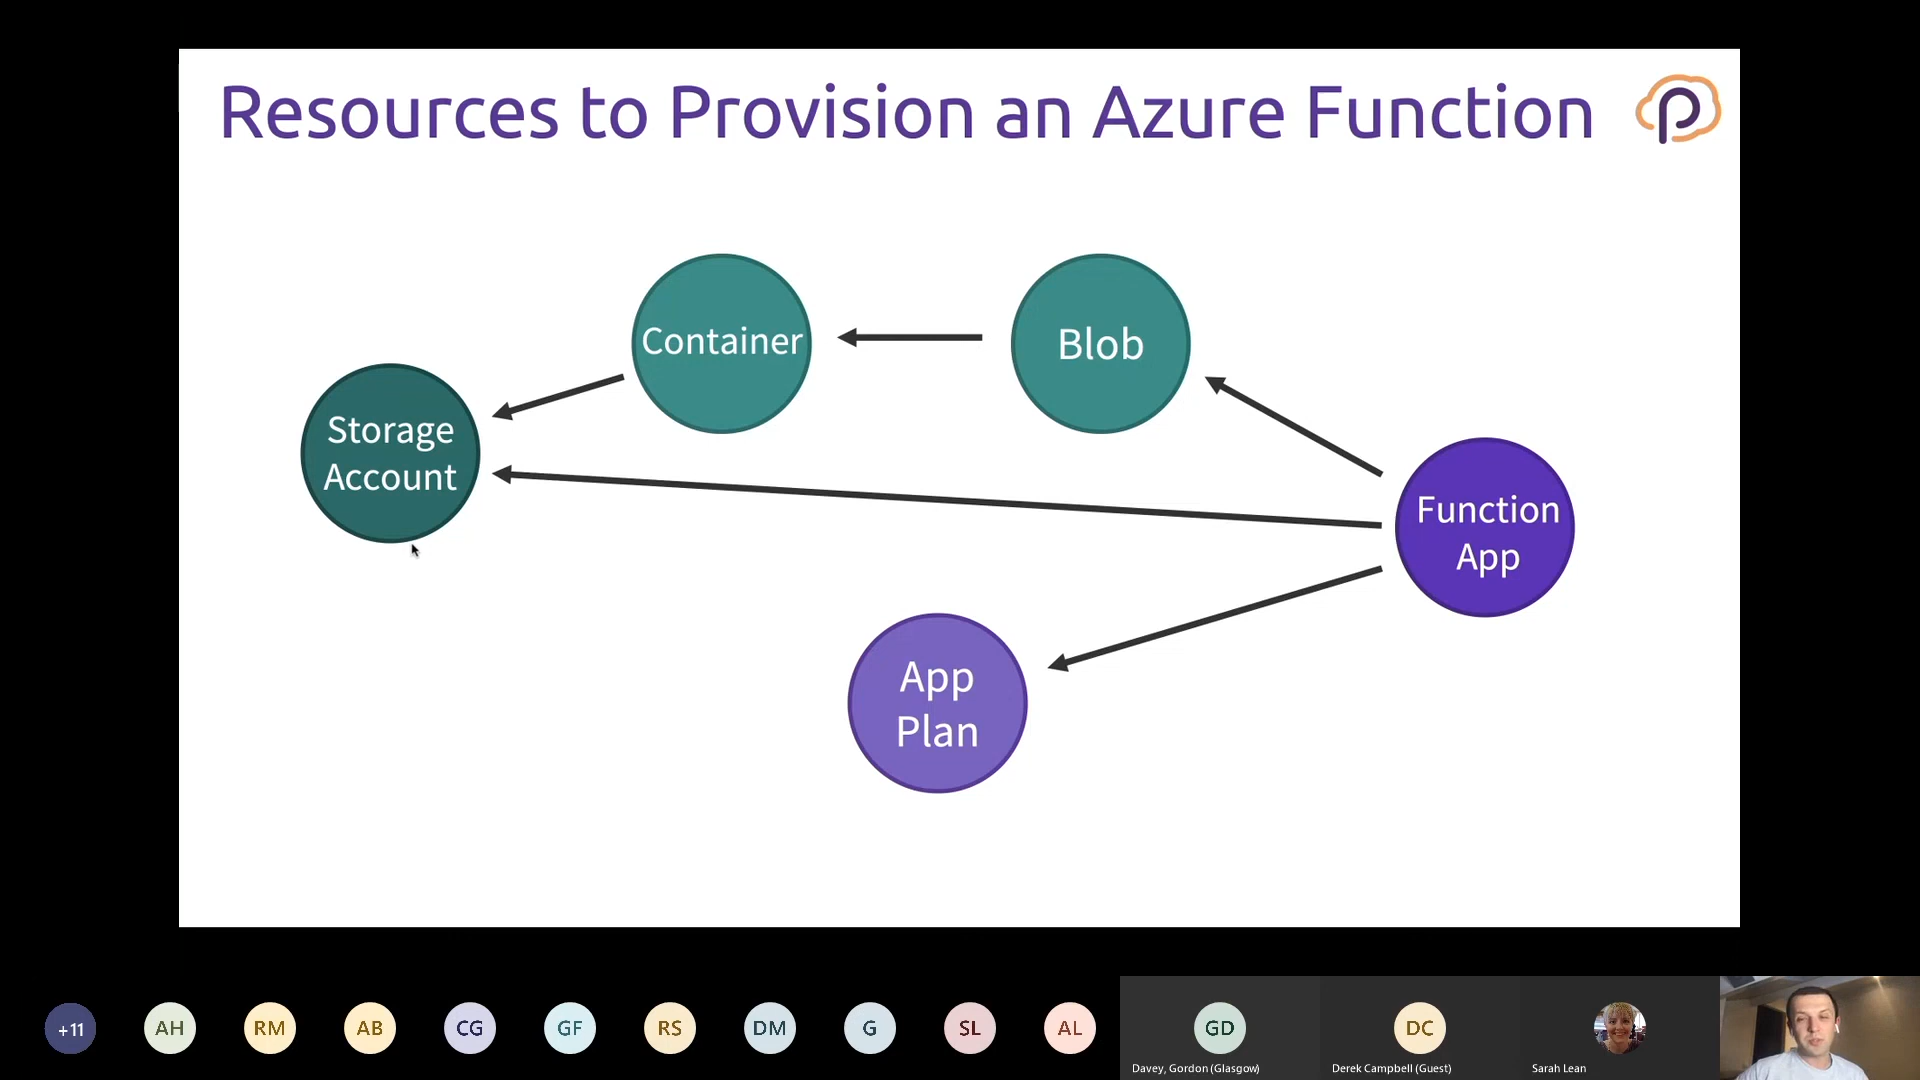 Resources to Provision an Azure Function
Container
Blob
Storage
Account
Function
App
App
Plan
+11
AH
RM
AB
CG
GF
RS
DM
G
SL
AL
GD
DC
Davey, Gordon (Glasgow)
Derek Campbell (Guest)
Sarah Lean